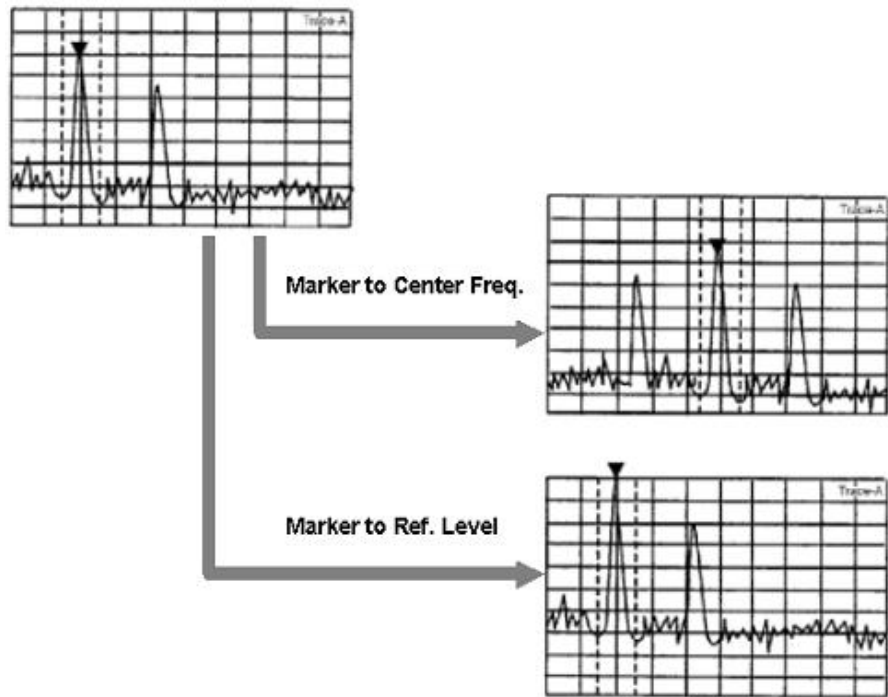 Trace-A
Trace-A
Marker to Center Freq.
Trace-A
Marker to Ref. Level